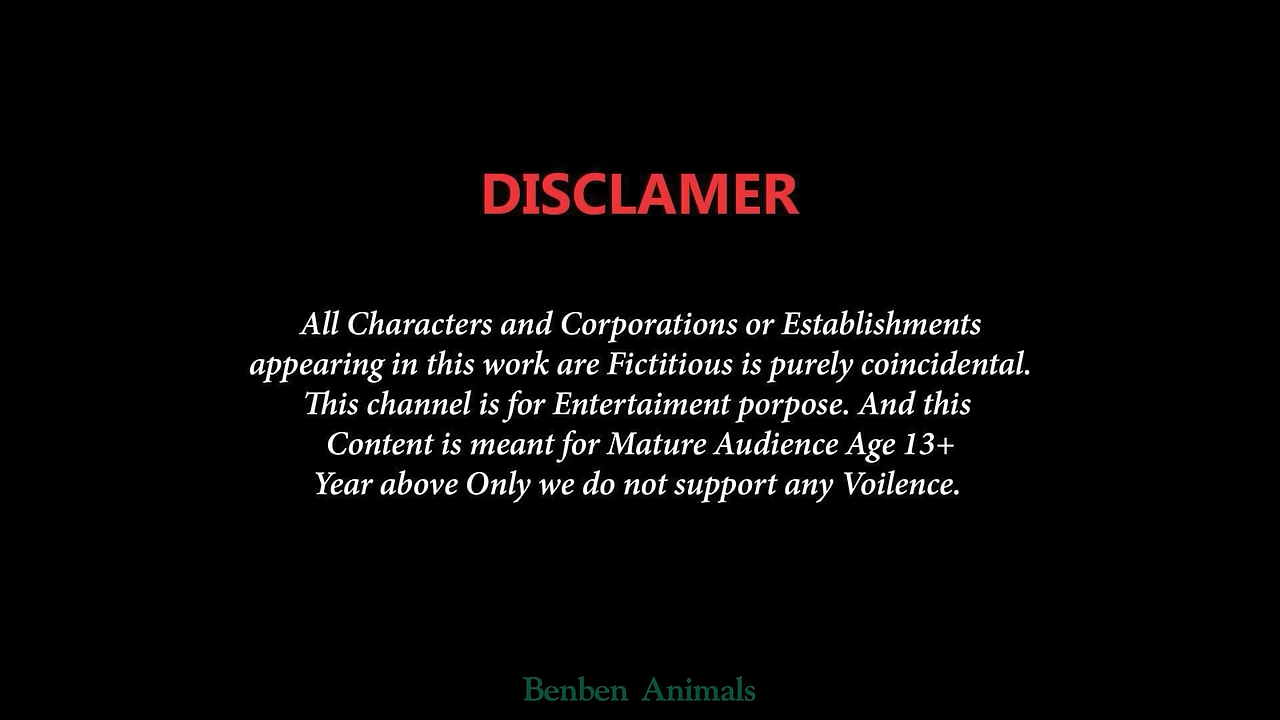 DISCLAMER
All Characters and Corporations or Establishments
appearing in this work are Fictitious is purely coincidental.
This channel is for Entertaiment porpose. And this
Content is meant for Mature Audience Age 13+
Year above Only we do not support any Voilence.
Benben Animals